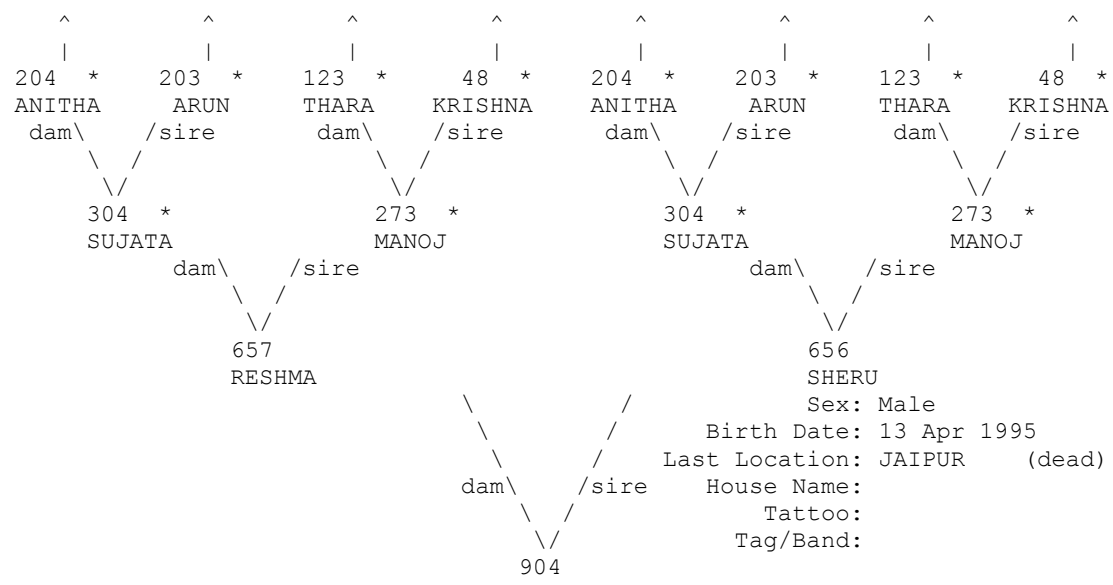 ^ ^ ^ ^ ^ ^ ^ ^
| | | | | | | |
204 * 203 * 123 * 48 * 204 * 203 * 123 * 48 *
ANITHA ARUN THARA KRISHNA ANITHA ARUN THARA KRISHNA
dam\ /sire dam\ /sire dam\ /sire dam\ /sire
\ / \ / \ / \ /
\/ \/ \/ \/
304 * 273 * 304 * 273 *
SUJATA MANOJ SUJATA MANOJ
dam\ /sire dam\ /sire
\ / \ /
\/ \/
657 656
RESHMA SHERU
\ / Sex: Male
\ / Birth Date: 13 Apr 1995
\ / Last Location: JAIPUR (dead)
dam\ /sire House Name:
\ / Tattoo:
\/ Tag/Band:
904